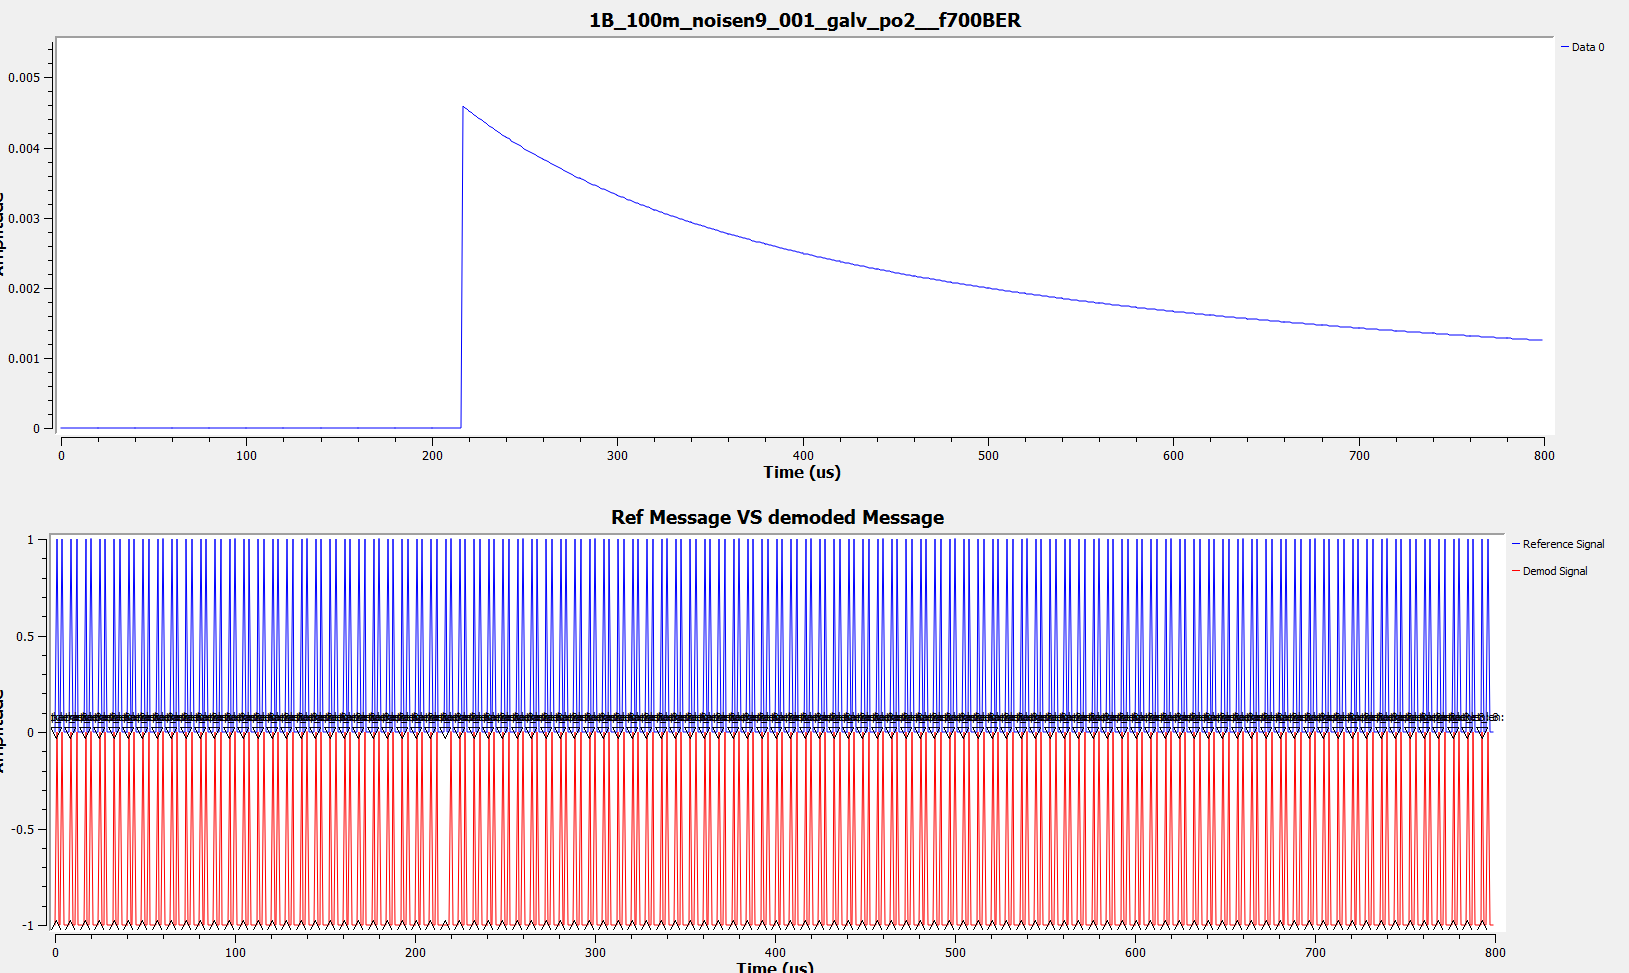 1B_100m_noisen9_001_galv_po2__f700BER
Data 0
0.005
0.004
0.003
0.002
0.001
0
0 100 200 300 400 500 600 700 800
Time (us)
Ref Message VS demoded Message
Reference Signal
Demod Signal
1
0.5
0
-0.5
-1
0 100 200 300 400 500 600 700 800
Time (us)